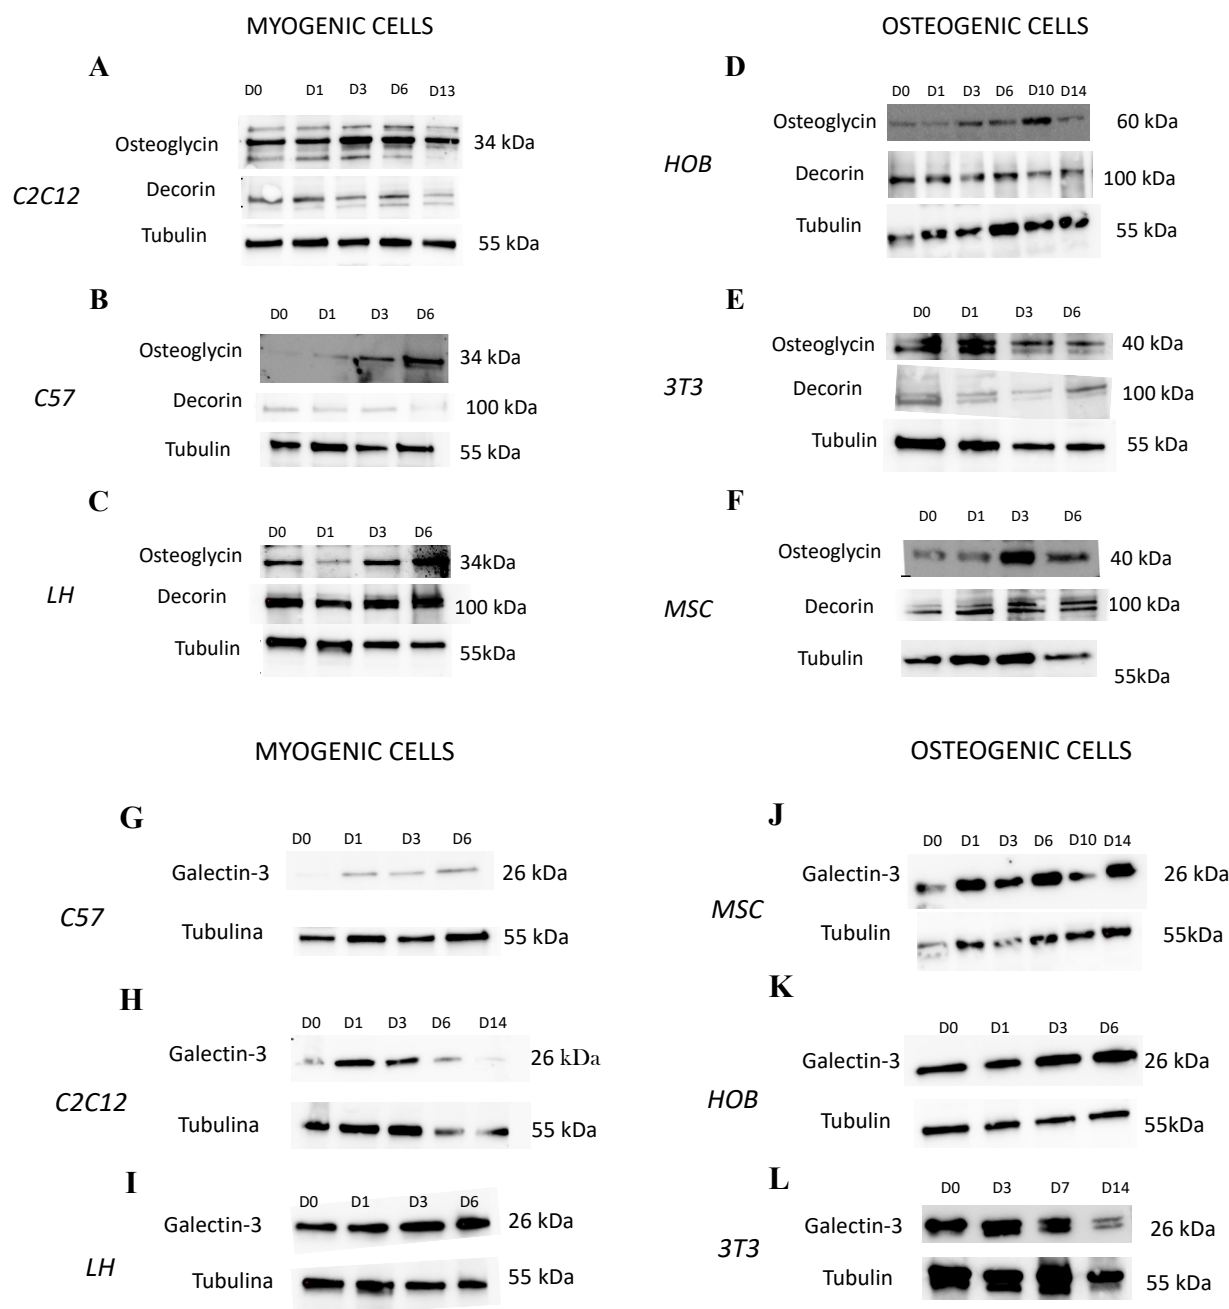 MYOGENIC CELLS
OSTEOGENIC CELLS
A
D0 D1 D3 D6 D13
Osteoglycin 34 kDa
C2C12
Decorin
Tubulin 55 kDa
B
D0 D1 D3 D6
Osteoglycin 34 kDa
C57
Decorin 100 kDa
Tubulin 55 kDa
C
D0 D1 D3 D6
Osteoglycin 34kDa
LH
Decorin 100 kDa
Tubulin 55kDa
D
D0 D1 D3 D6 D10 D14
Osteoglycin 60 kDa
HOB
Decorin 100 kDa
Tubulin 55 kDa
E
D0 D1 D3 D6
Osteoglycin 40 kDa
3T3
Decorin 100 kDa
Tubulin 55 kDa
F
D0 D1 D3 D6
Osteoglycin 40 kDa
MSC
Decorin 100 kDa
Tubulin 55kDa
MYOGENIC CELLS
OSTEOGENIC CELLS
G
D0 D1 D3 D6
Galectin-3 26 kDa
C57
Tubulina 55 kDa
H
D0 D1 D3 D6 D14
Galectin-3 26 kDa
C2C12
Tubulina 55 kDa
I
D0 D1 D3 D6
Galectin-3 26 kDa
LH
Tubulina 55 kDa
J
D0 D1 D3 D6 D10 D14
Galectin-3 26 kDa
MSC
Tubulin 55kDa
K
D0 D1 D3 D6
Galectin-3 26 kDa
HOB
Tubulin 55kDa
L
D0 D3 D7 D14
Galectin-3 26 kDa
3T3
Tubulin 55 kDa